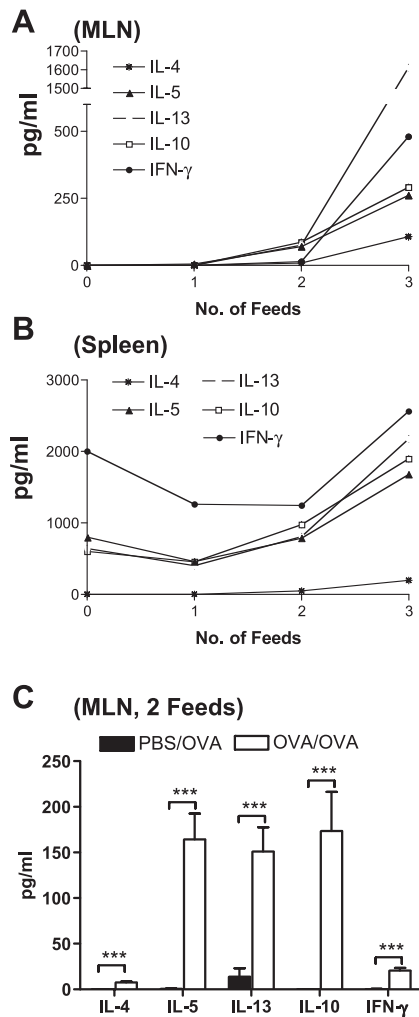 A
(MLN)
1700
1600
1500
500
250
0
pg/ml
IL-4
IL-5
IL-13
IL-10
IFN-γ
0 1 2 3
No. of Feeds
B
(Spleen)
3000
2000
1000
0
pg/ml
IL-4 IL-13
IL-5 IL-10
IFN-γ
0 1 2 3
No. of Feeds
C
(MLN, 2 Feeds)
PBS/OVA OVA/OVA
250
200
150
100
50
0
pg/ml
*** *** *** *** ***
IL-4 IL-5 IL-13 IL-10 IFN-γ